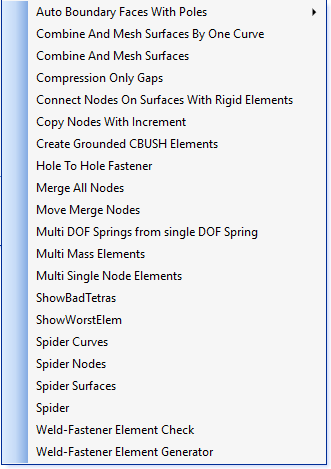 Auto Boundary Faces With Poles
Combine And Mesh Surfaces By One Curve
Combine And Mesh Surfaces
Compression Only Gaps
Connect Nodes On Surfaces With Rigid Elements
Copy Nodes With Increment
Create Grounded CBUSH Elements
Hole To Hole Fastener
Merge All Nodes
Move Merge Nodes
Multi DOF Springs from single DOF Spring
Multi Mass Elements
Multi Single Node Elements
ShowBadTetras
ShowWorstElem
Spider Curves
Spider Nodes
Spider Surfaces
Spider
Weld-Fastener Element Check
Weld-Fastener Element Generator